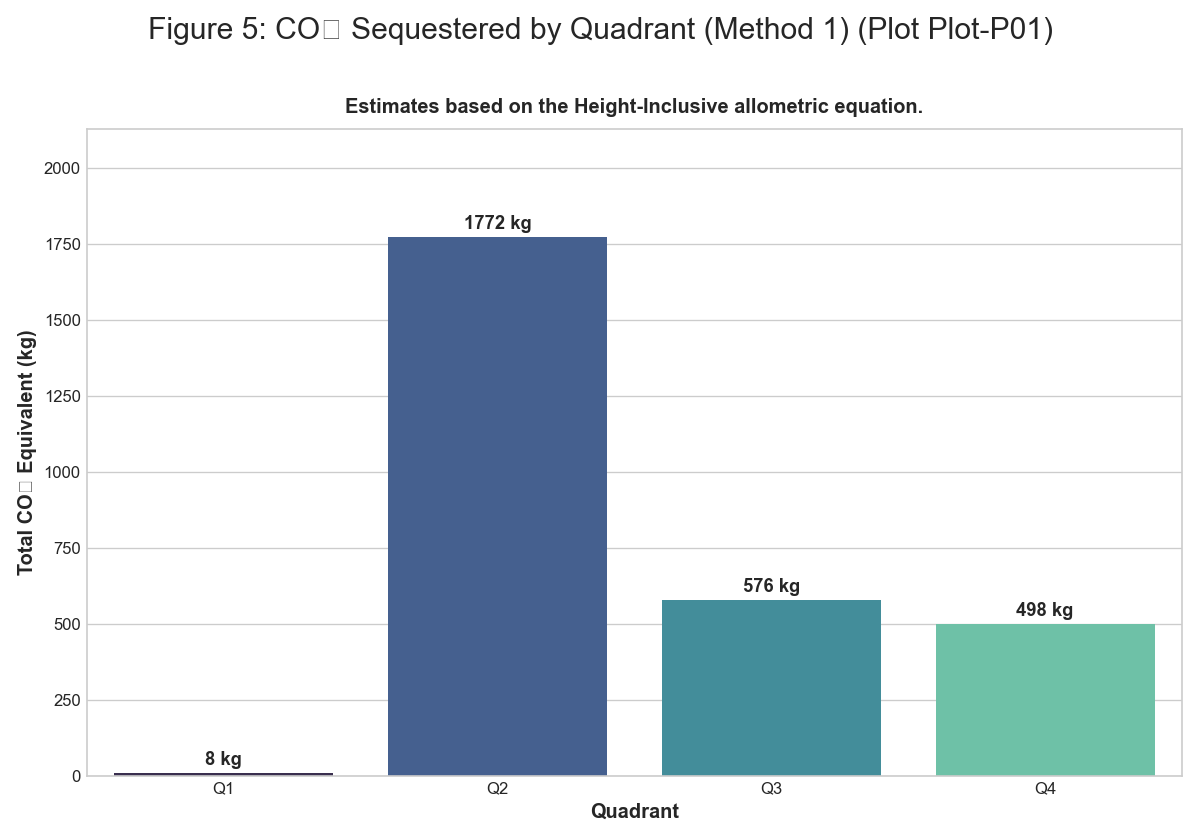 Figure 5: CO□ Sequestered by Quadrant (Method 1) (Plot Plot-P01)
Estimates based on the Height-Inclusive allometric equation.
Total CO□ Equivalent (kg)
2000
1750
1500
1250
1000
750
500
250
0
8 kg
1772 kg
576 kg
498 kg
Q1
Q2
Q3
Q4
Quadrant